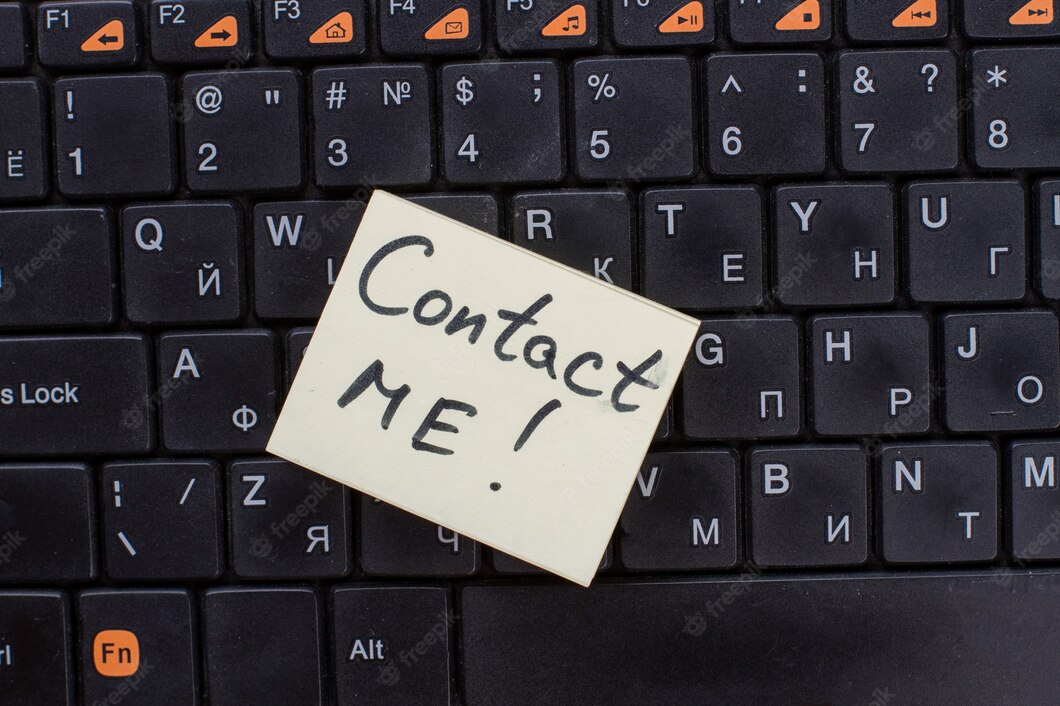 F1 F2 F3 F4 F5
! @ " # № $ ; % ^ : & ? *
Ё 1 2 3 4 5 6 7 8
Q W R T Y U
Й К Е Н Г
Contact
ME!
A G H J
s Lock Ф П Р О
Z V B N M
/ \ Я Ч М И Т
Fn Alt
freepik